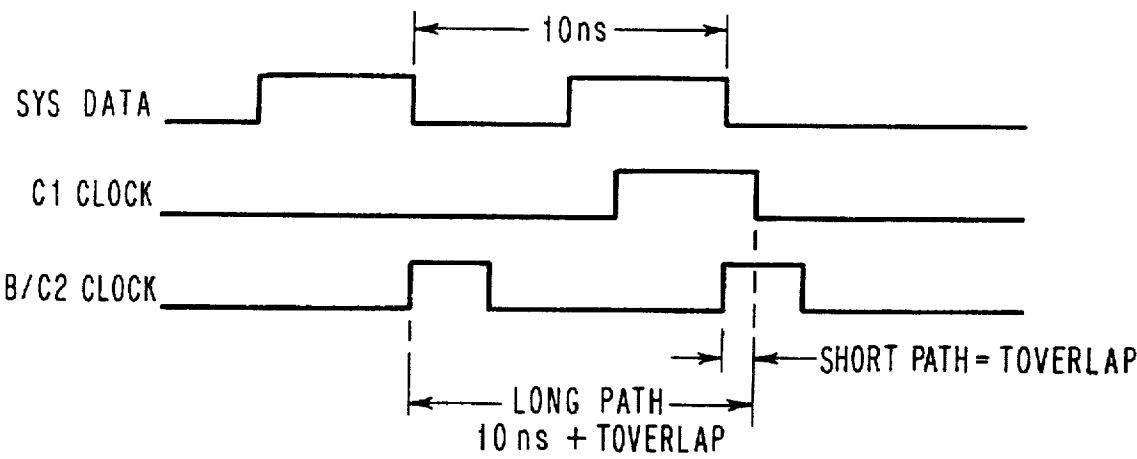 10ns
SYS DATA
C1 CLOCK
B/C2 CLOCK
SHORT PATH = TOVERLAP
LONG PATH
10 ns + TOVERLAP